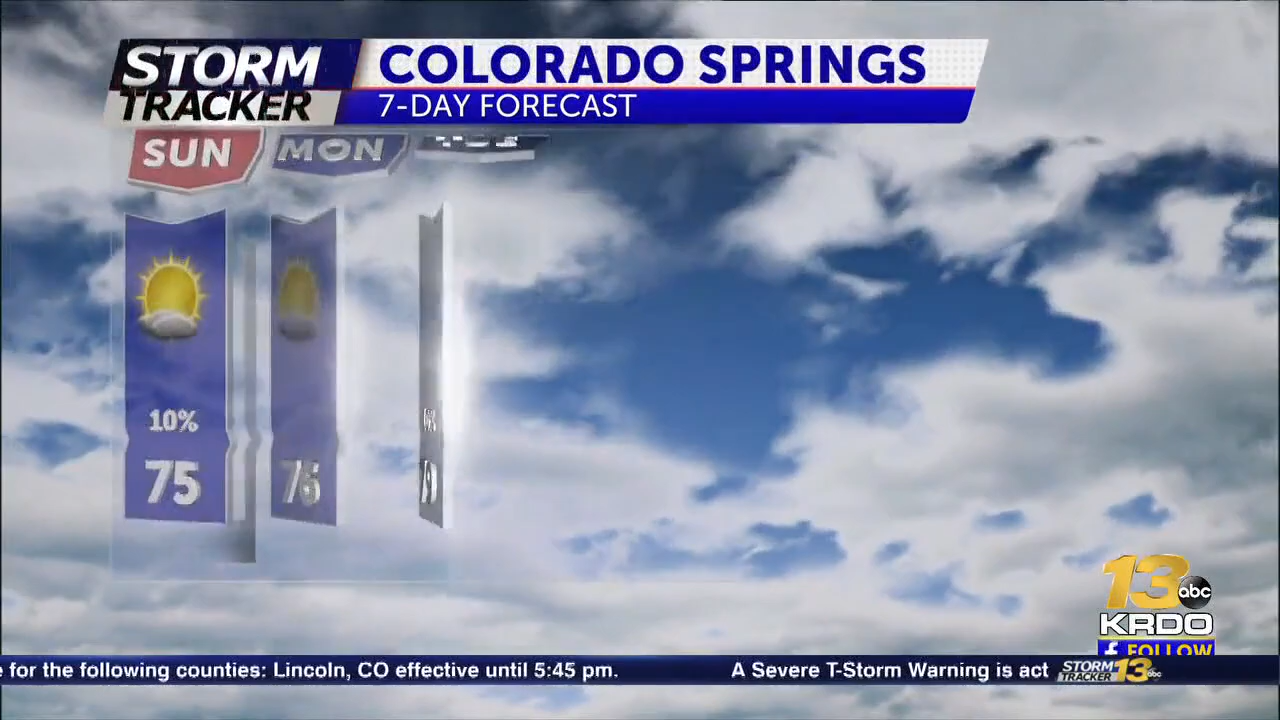 STORM TRACKER
COLORADO SPRINGS
7-DAY FORECAST
SUN
MON
10%
75
76
13 abc
KRDO
f FOLLOW
e for the following counties: Lincoln, CO effective until 5:45 pm.
A Severe T-Storm Warning is act
STORM TRACKER 13 abc